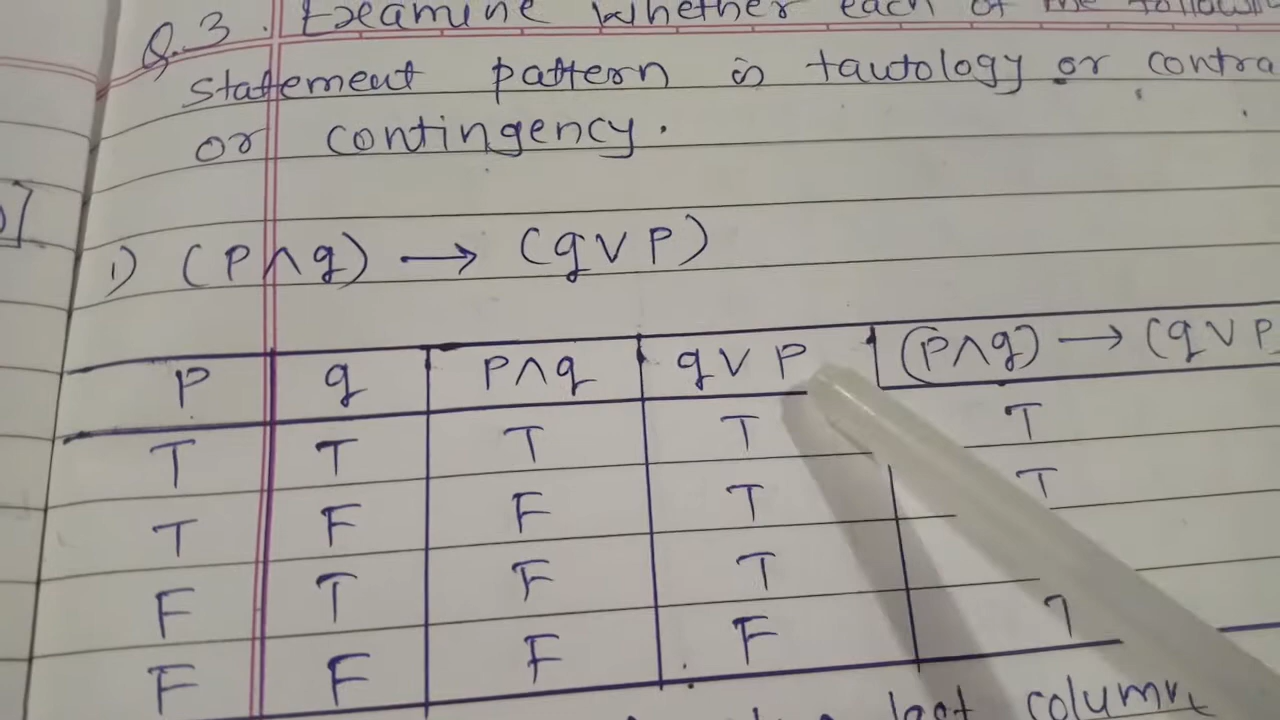 Q.3. Examine whether each of the
statement pattern is tautology or contra
or contingency.
1) (p∧q) → (q∨p)
p q p∧q q∨p (p∧q) → (q∨p
T T T T T
T F F T T
F T F T
F F F F
last column